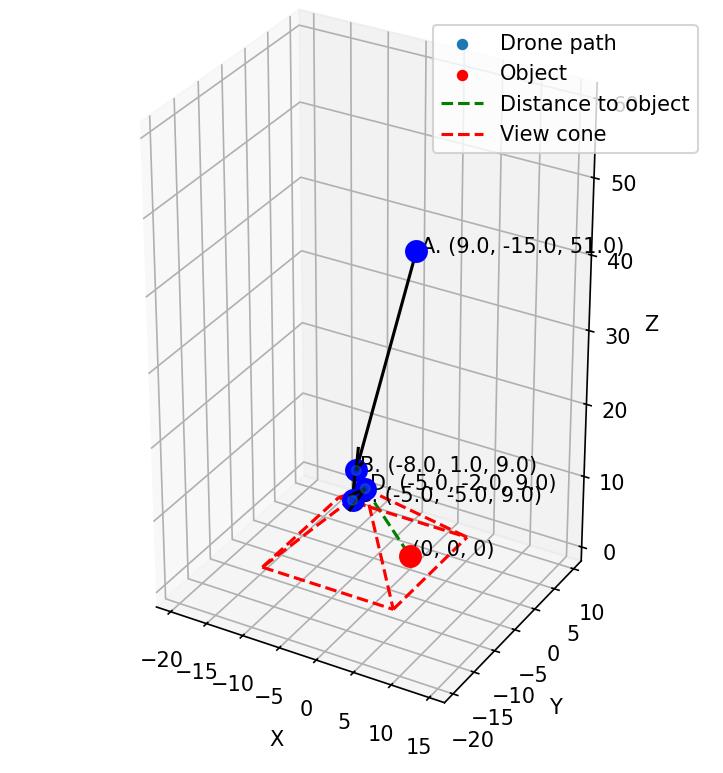 Drone path
Object
Distance to object
View cone
60
50
A. (9.0, -15.0, 51.0)
40
Z
30
20
B. (-8.0, 1.0, 9.0)
D. (-5.0, -2.0, 9.0)
(-5.0, -5.0, 9.0)
10
(0, 0, 0)
0
10
5
0
−5
−10
−15
−20
Y
−20
−15
−10
−5
0
5
10
15
X